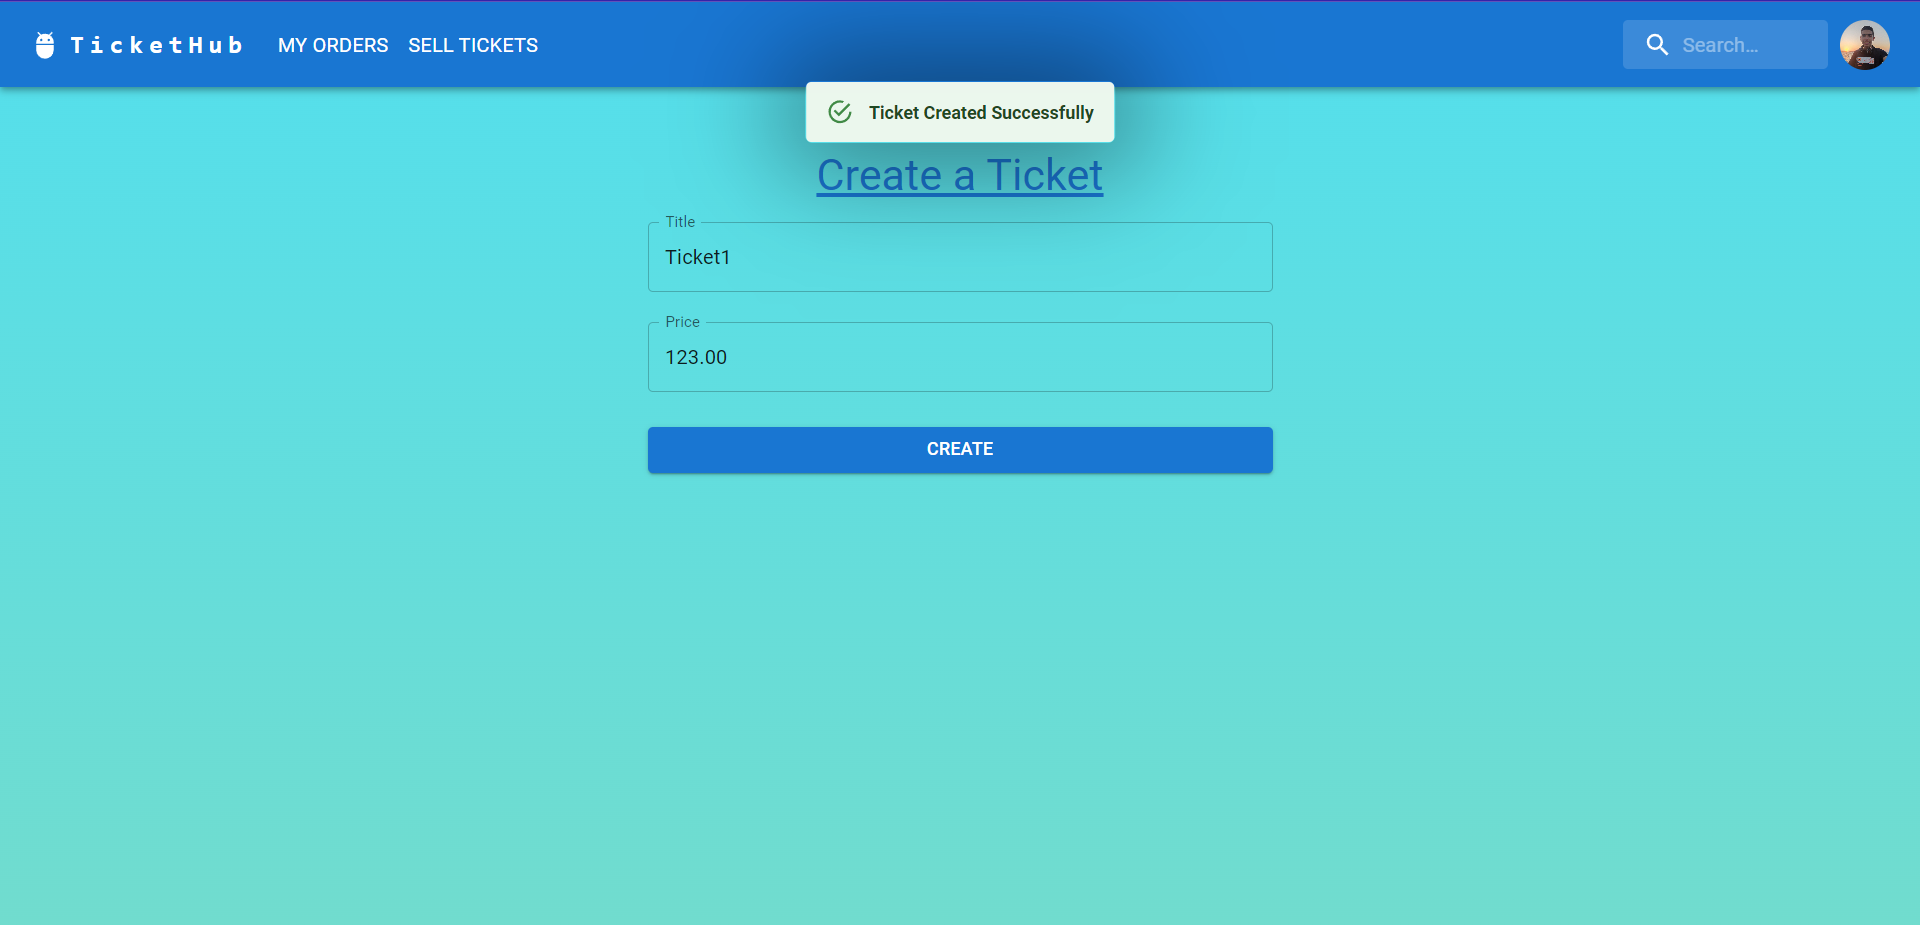 TicketHub MY ORDERS SELL TICKETS Search...
Ticket Created Successfully
Create a Ticket
Title
Ticket1
Price
123.00
CREATE